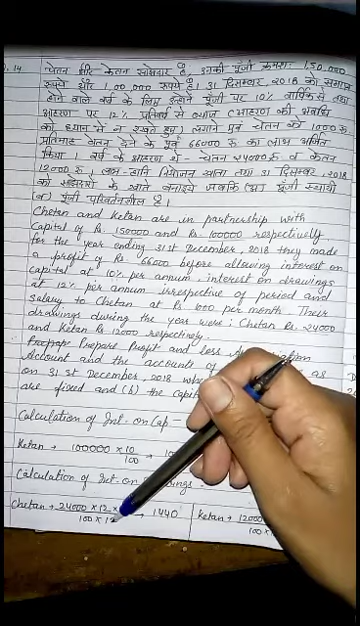 14 चेतन और केतन साझेदार हैं, उनकी पूँजी क्रमशः 1,50,000
रुपये और 1,00,000 रुपये है। 31 दिसम्बर, 2018 को समाप्त
होने वाले वर्ष के लिए उन्होंने पूँजी पर 10% वार्षिक से तथा
आहरण पर 12% प्रतिवर्ष से ब्याज (आहरण की अवधि
को ध्यान में न रखते हुए) लगाने एवं चेतन को 1000 रु
प्रतिमाह वेतन देने के पूर्व 66000 रु का लाभ अर्जित
किया। वर्ष के आहरण थे - चेतन 24000 रु व केतन
12000 रु। लाभ-हानि नियोजन खाता तथा 31 दिसम्बर, 2018
को साझेदारों के खाते बनाइये जबकि (अ) पूँजी स्थायी
(ब) पूँजी परिवर्तनशील है।
Chetan and Ketan are in partnership with
Capital of Rs. 150000 and Rs. 100000 respectively
for the year ending 31st December, 2018 they made
a profit of Rs. 66000 before allowing interest on
Capital at 10% per annum, interest on drawings
at 12% per annum irrespective of period and
salary to Chetan at Rs 1000 per month. Their
drawings during the year were; Chetan Rs. 24000
and Ketan Rs 12000 respectively.
Prepare Profit and Loss
Account and the accounts of as
on 31 st December, 2018
are fixed and (b) the Capit
Calculation of Int. on Cap -
Ketan → 100000 × 10
100
Calculation of Int. on
Chetan → 24000 × 12 → 1440
100 × 12
Ketan → 12000
100 ×